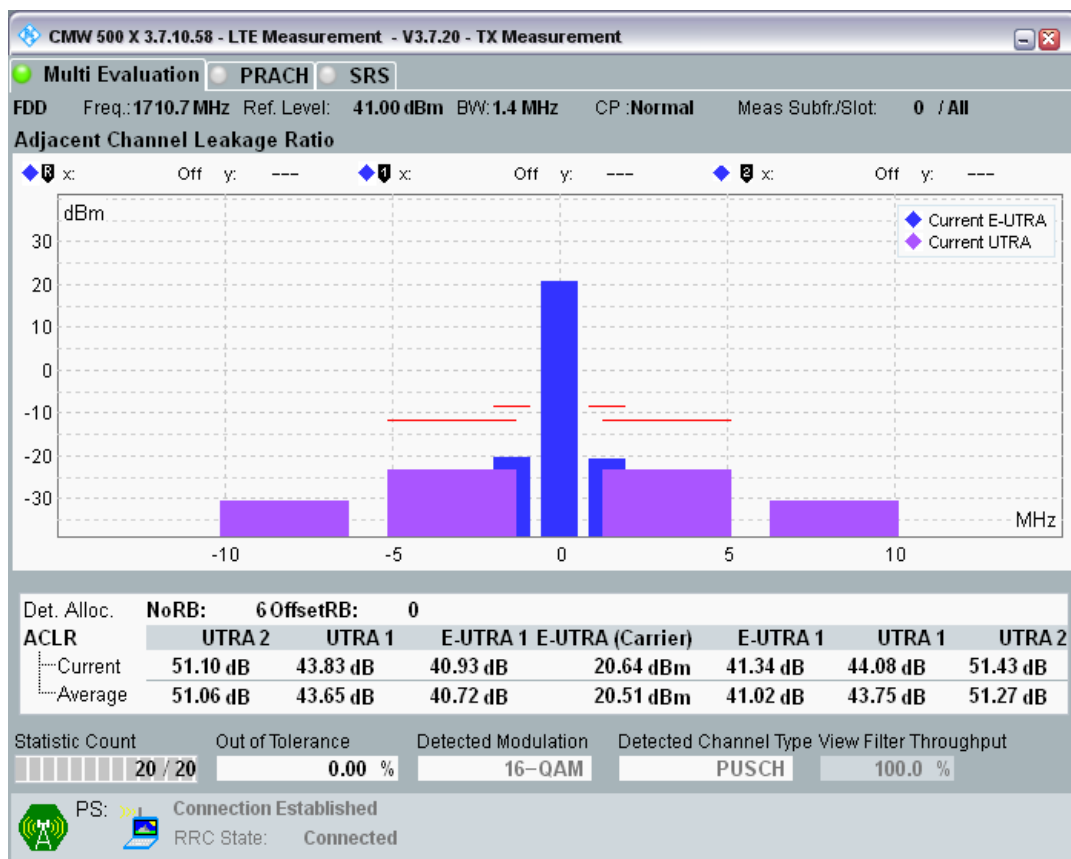 CMW 500 X 3.7.10.58 - LTE Measurement - V3.7.20 - TX Measurement
Multi Evaluation PRACH SRS
FDD Freq.: 1710.7 MHz Ref. Level: 41.00 dBm BW: 1.4 MHz CP :Normal Meas Subfr./Slot: 0 / All
Adjacent Channel Leakage Ratio
R x: Off y: --- 1 x: Off y: --- 2 x: Off y: ---
dBm
Current E-UTRA
Current UTRA
30
20
10
0
-10
-20
-30
MHz
-10 -5 0 5 10
Det. Alloc. NoRB: 6 OffsetRB: 0
ACLR UTRA 2 UTRA 1 E-UTRA 1 E-UTRA (Carrier) E-UTRA 1 UTRA 1 UTRA 2
Current 51.10 dB 43.83 dB 40.93 dB 20.64 dBm 41.34 dB 44.08 dB 51.43 dB
Average 51.06 dB 43.65 dB 40.72 dB 20.51 dBm 41.02 dB 43.75 dB 51.27 dB
Statistic Count Out of Tolerance Detected Modulation Detected Channel Type View Filter Throughput
20 / 20 0.00 % 16-QAM PUSCH 100.0 %
PS: Connection Established
RRC State: Connected